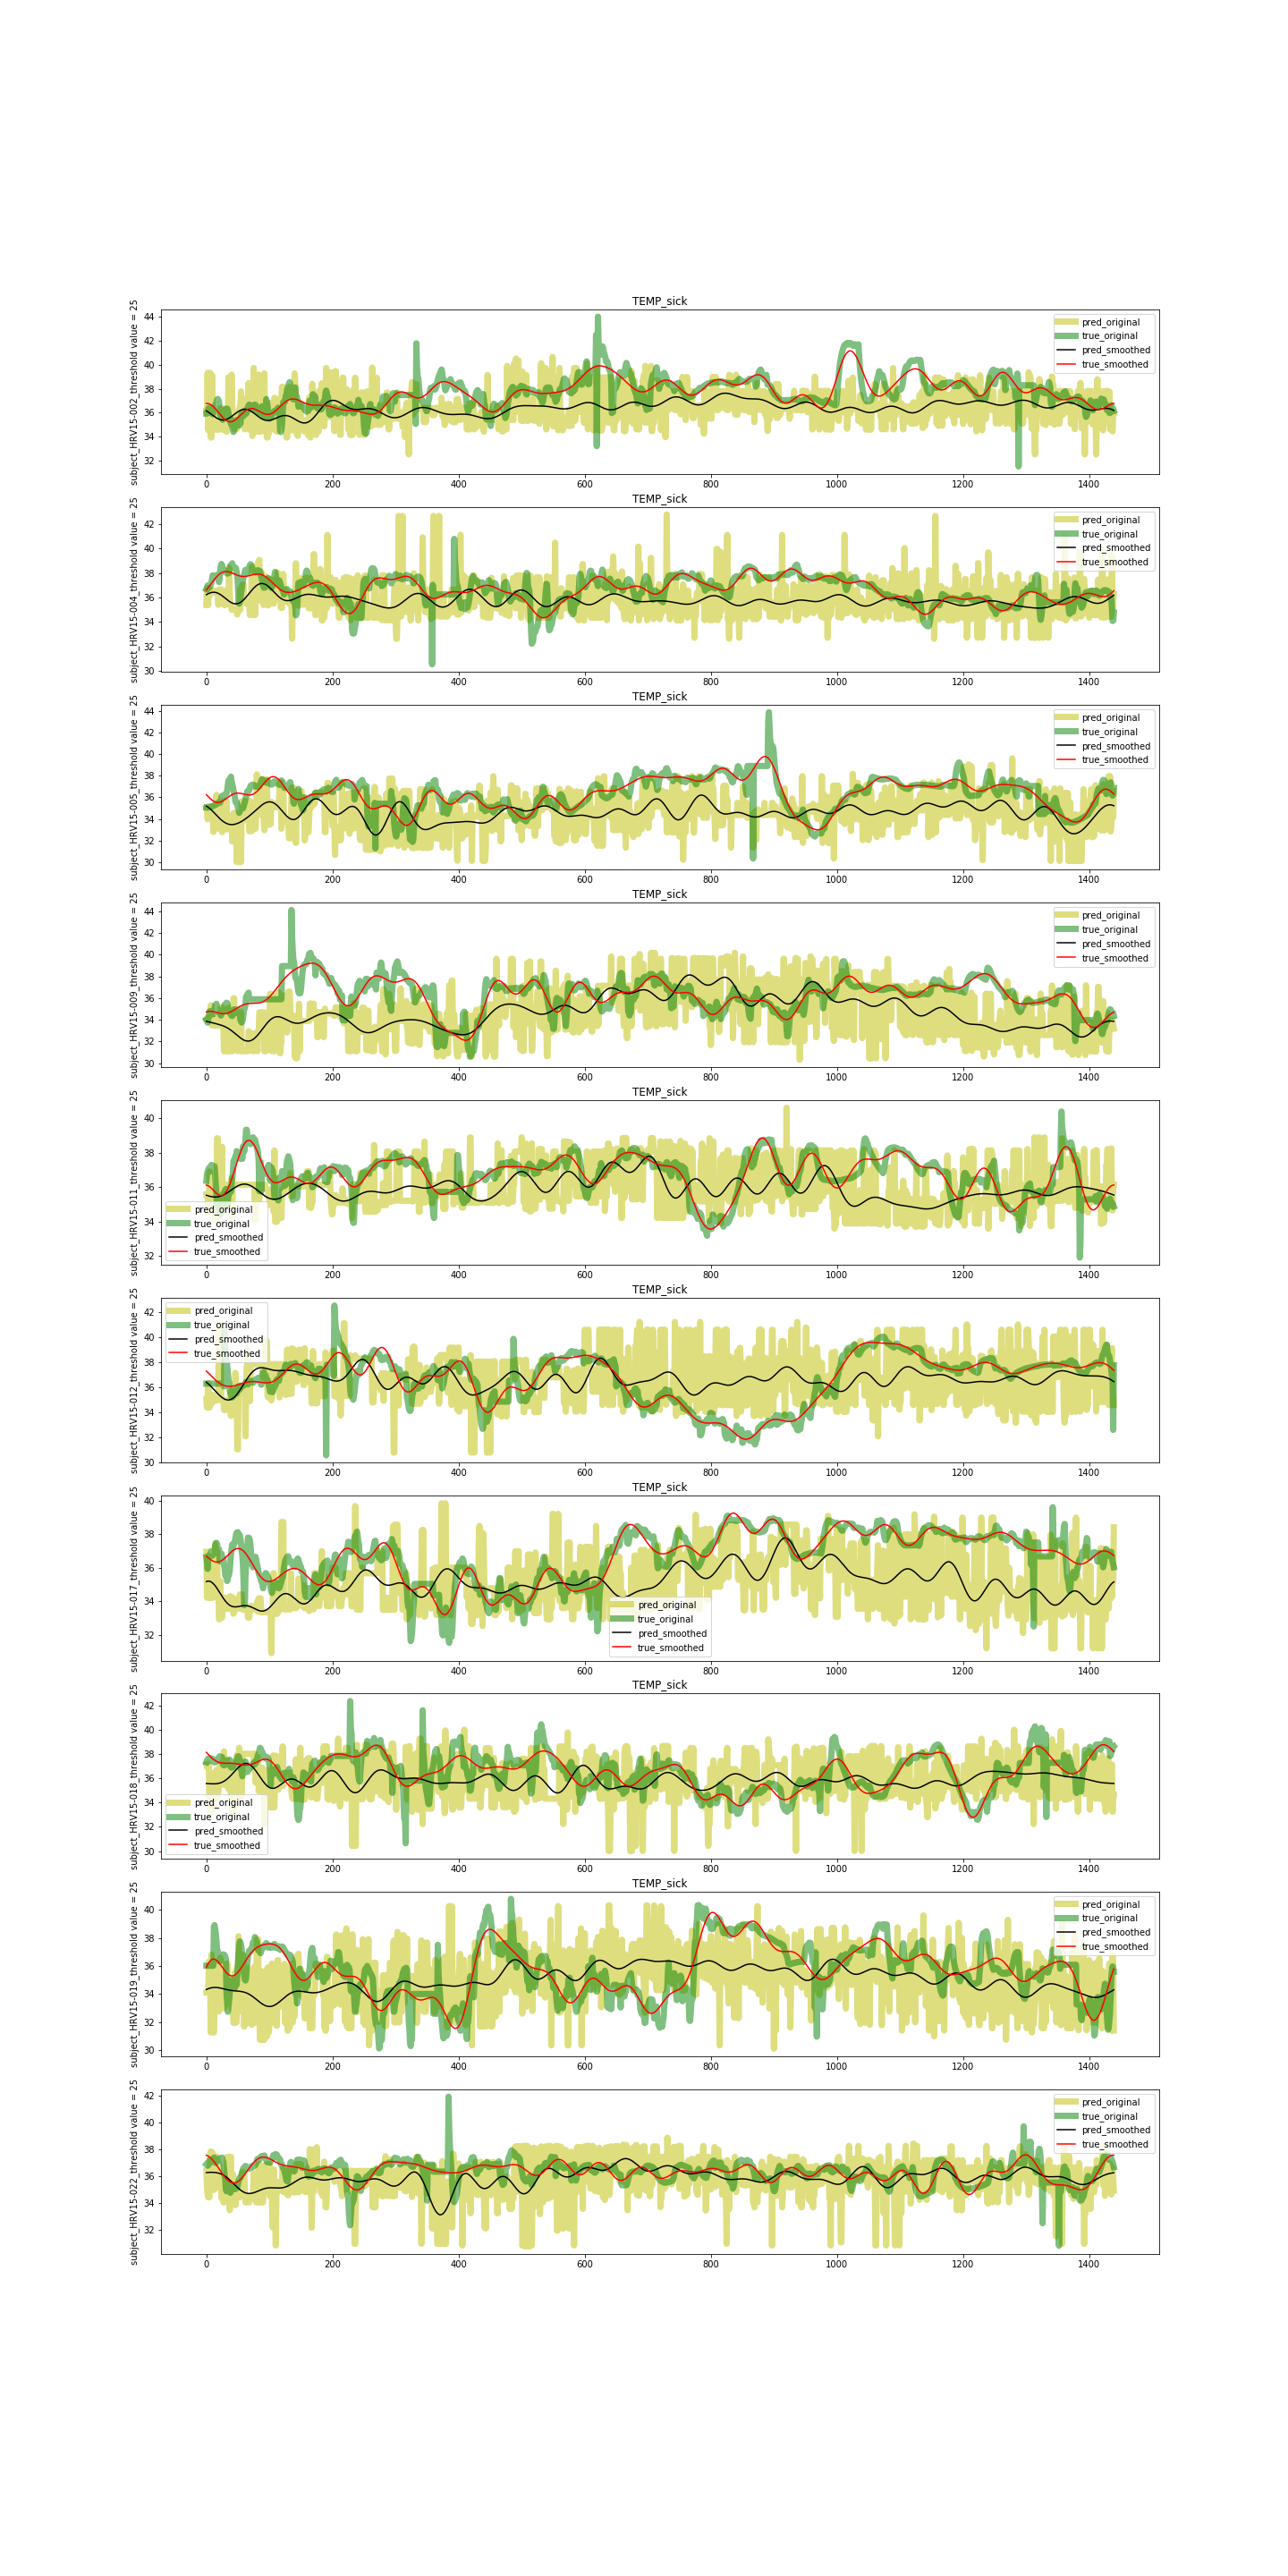 TEMP_sick
subject_HRV15-002_threshold value = 25
44
42
40
38
36
34
32
0 200 400 600 800 1000 1200 1400
pred_original
true_original
pred_smoothed
true_smoothed
TEMP_sick
subject_HRV15-004_threshold value = 25
42
40
38
36
34
32
30
0 200 400 600 800 1000 1200 1400
pred_original
true_original
pred_smoothed
true_smoothed
TEMP_sick
subject_HRV15-005_threshold value = 25
44
42
40
38
36
34
32
30
0 200 400 600 800 1000 1200 1400
pred_original
true_original
pred_smoothed
true_smoothed
TEMP_sick
subject_HRV15-009_threshold value = 25
44
42
40
38
36
34
32
30
0 200 400 600 800 1000 1200 1400
pred_original
true_original
pred_smoothed
true_smoothed
TEMP_sick
subject_HRV15-011_threshold value = 25
40
38
36
34
32
0 200 400 600 800 1000 1200 1400
pred_original
true_original
pred_smoothed
true_smoothed
TEMP_sick
subject_HRV15-012_threshold value = 25
42
40
38
36
34
32
30
0 200 400 600 800 1000 1200 1400
pred_original
true_original
pred_smoothed
true_smoothed
TEMP_sick
subject_HRV15-017_threshold value = 25
40
38
36
34
32
0 200 400 600 800 1000 1200 1400
pred_original
true_original
pred_smoothed
true_smoothed
TEMP_sick
subject_HRV15-018_threshold value = 25
42
40
38
36
34
32
30
0 200 400 600 800 1000 1200 1400
pred_original
true_original
pred_smoothed
true_smoothed
TEMP_sick
subject_HRV15-019_threshold value = 25
40
38
36
34
32
30
0 200 400 600 800 1000 1200 1400
pred_original
true_original
pred_smoothed
true_smoothed
TEMP_sick
subject_HRV15-022_threshold value = 25
42
40
38
36
34
32
0 200 400 600 800 1000 1200 1400
pred_original
true_original
pred_smoothed
true_smoothed